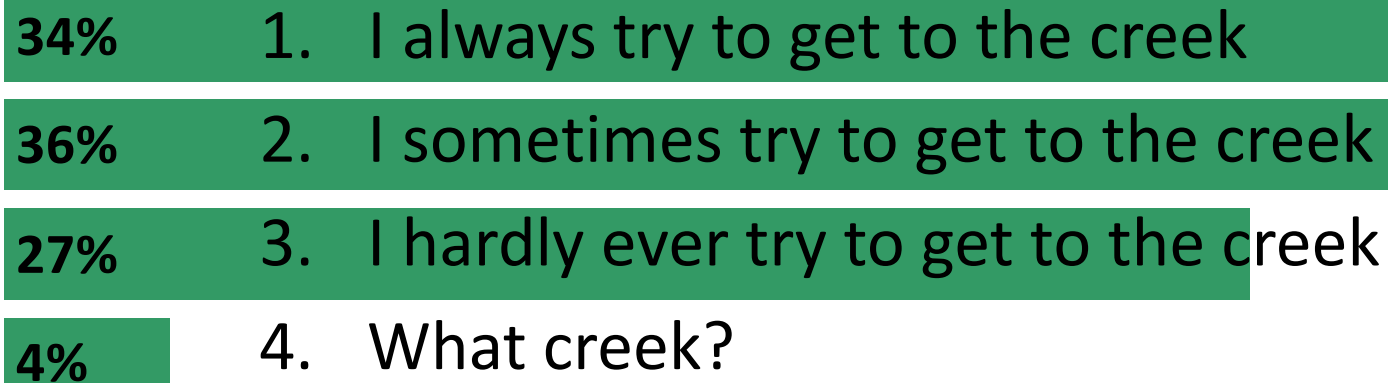 34% 1. I always try to get to the creek
36% 2. I sometimes try to get to the creek
27% 3. I hardly ever try to get to the creek
4% 4. What creek?